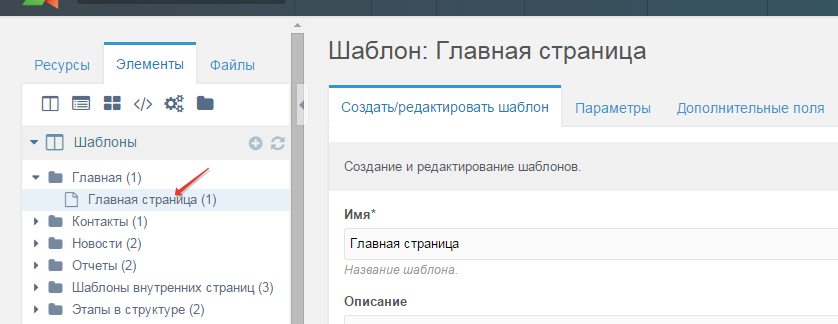 Ресурсы
Элементы
Файлы
Шаблоны
Главная (1)
Главная страница (1)
Контакты (1)
Новости (2)
Отчеты (2)
Шаблоны внутренних страниц (3)
Этапы в структуре (2)
Шаблон: Главная страница
Создать/редактировать шаблон
Параметры
Дополнительные поля
Создание и редактирование шаблонов.
Имя*
Главная страница
Название шаблона.
Описание